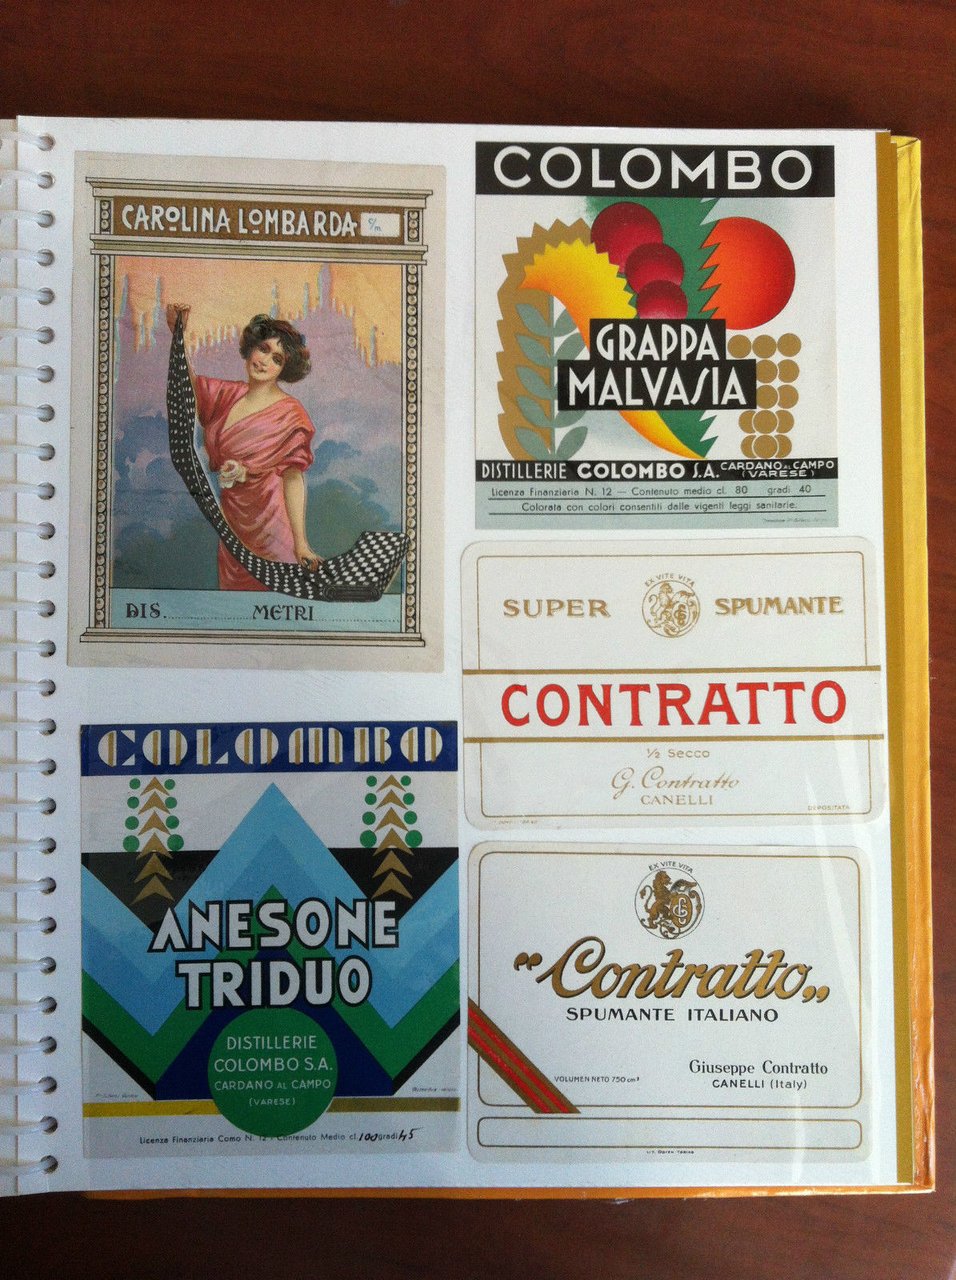 CAROLINA LOMBARDA S/m
DIS. METRI
COLOMBO
GRAPPA
MALVASIA
DISTILLERIE COLOMBO S.A. CARDANO AL CAMPO
(VARESE)
Licenza Finanziaria N. 12 — Contenuto medio cl. 80 gradi 40
Colorata con colori consentiti dalle vigenti leggi sanitarie.
EX VITE VITA
SUPER SPUMANTE
CONTRATTO
½ Secco
G. Contratto
CANELLI
DEPOSITATA
COLOMBO
ANESONE
TRIDUO
DISTILLERIE
COLOMBO S.A.
CARDANO AL CAMPO
(VARESE)
Licenza Finanziaria Como N. 12 - Contenuto Medio cl. 100 gradi 45
EX VITE VITA
"Contratto„
SPUMANTE ITALIANO
Giuseppe Contratto
VOLUMEN NETO 750 cm³
CANELLI (Italy)